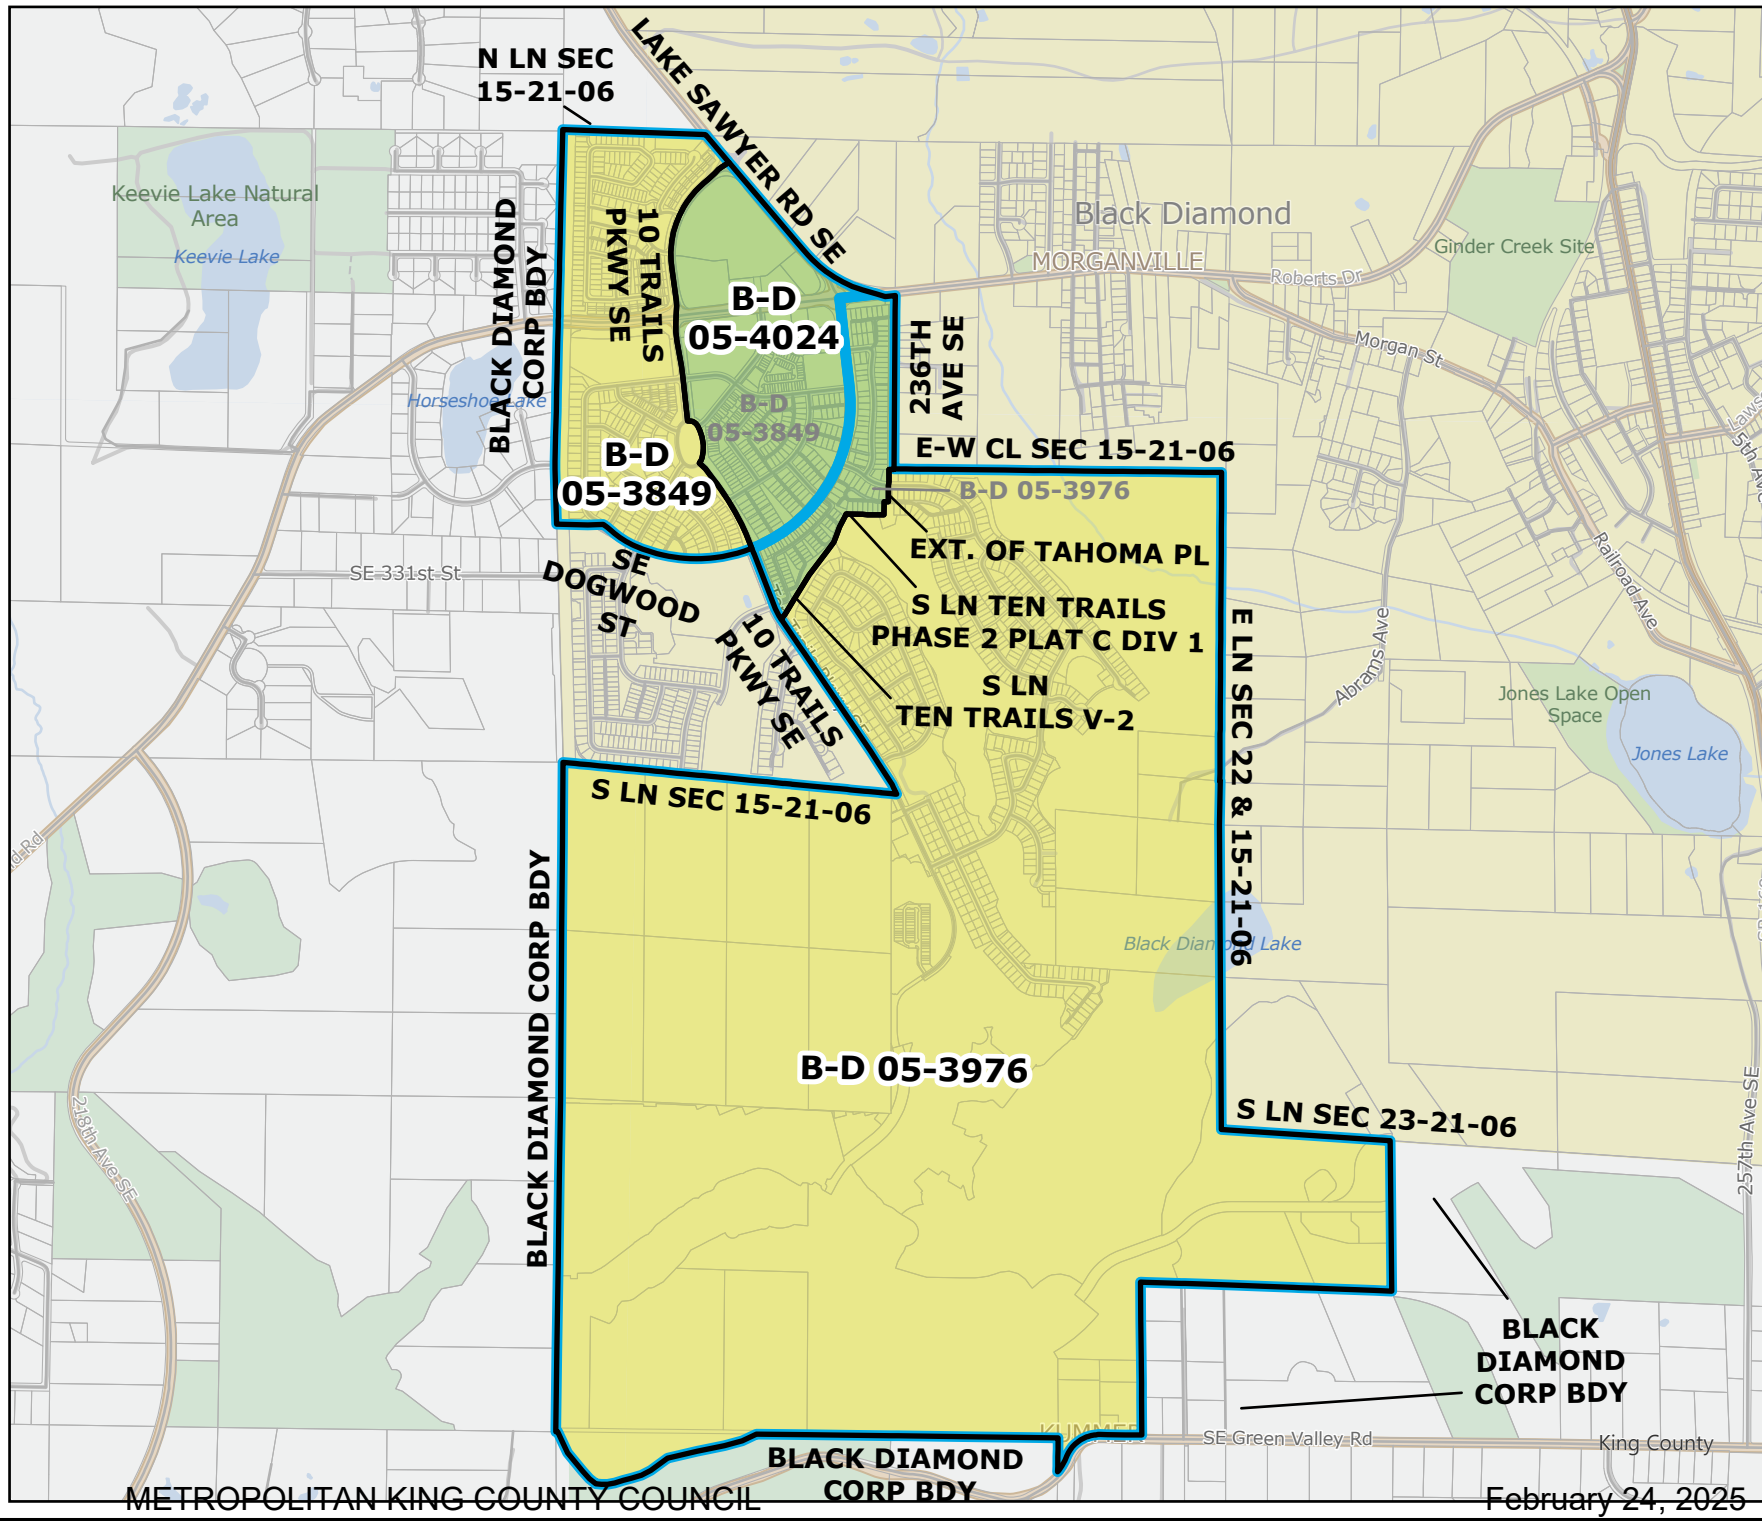 N LN SEC
15-21-06
LAKE SAWYER RD SE
Keevie Lake Natural
Area
Keevie Lake
BLACK DIAMOND
CORP BDY
10 TRAILS
PKWY SE
B-D
05-4024
Black Diamond
MORGANVILLE
Roberts Dr
Ginder Creek Site
Morgan St
236TH
AVE SE
Horseshoe Lake
B-D
05-3849
B-D
05-3849
E-W CL SEC 15-21-06
B-D 05-3976
5th Av
Railroad Ave
EXT. OF TAHOMA PL
SE 331st St
SE
DOGWOOD
ST
S LN TEN TRAILS
PHASE 2 PLAT C DIV 1
10 TRAILS
PKWY SE
S LN
TEN TRAILS V-2
E LN SEC 22 & 15-21-06
Abrams Ave
Jones Lake Open
Space
Jones Lake
S LN SEC 15-21-06
d Rd
BLACK DIAMOND CORP BDY
Black Diamond Lake
B-D 05-3976
218th Ave SE
S LN SEC 23-21-06
257th Ave SE
BLACK
DIAMOND
CORP BDY
KUMMER
SE Green Valley Rd
King County
BLACK DIAMOND
CORP BDY
METROPOLITAN KING COUNTY COUNCIL
February 24, 2025